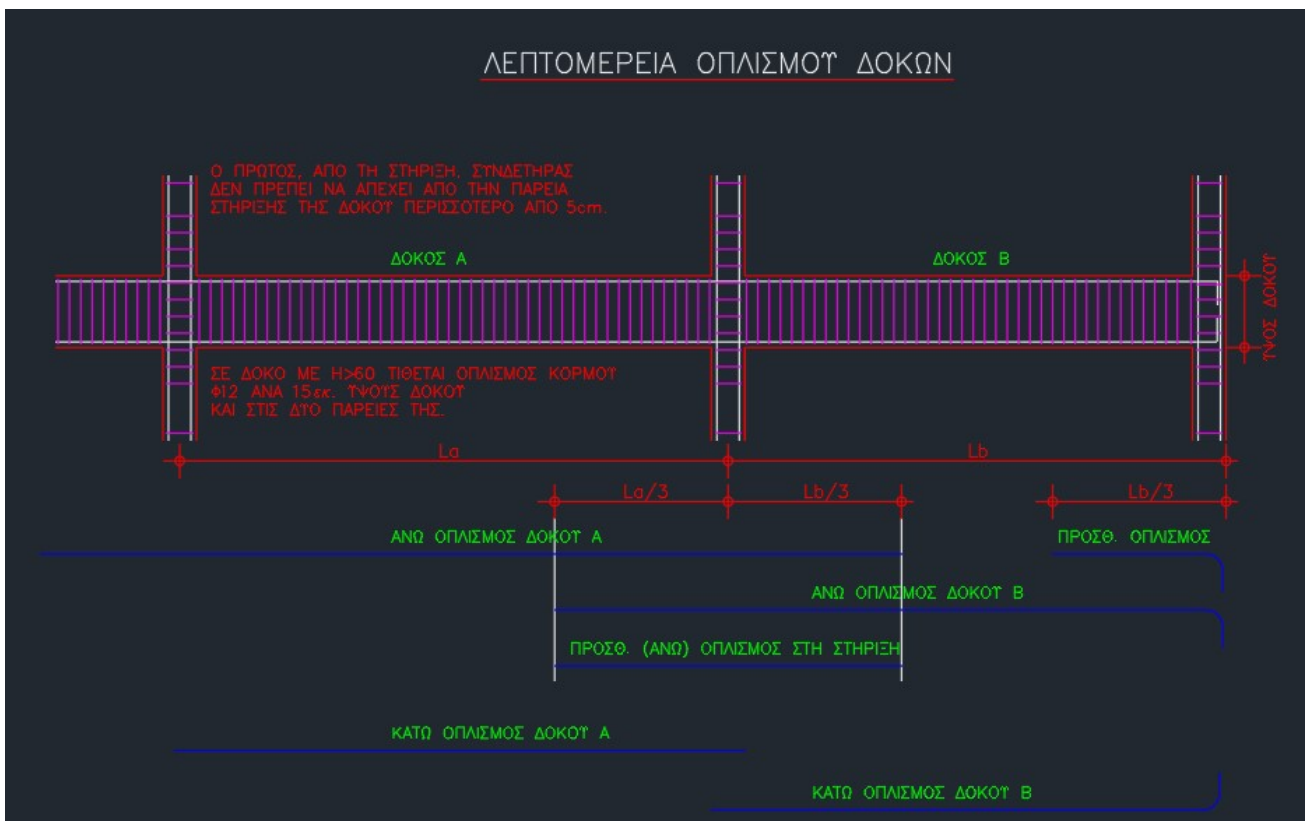 ΛΕΠΤΟΜΕΡΕΙΑ ΟΠΛΙΣΜΟΥ ΔΟΚΩΝ
Ο ΠΡΩΤΟΣ, ΑΠΟ ΤΗ ΣΤΗΡΙΞΗ, ΣΥΝΔΕΤΗΡΑΣ
ΔΕΝ ΠΡΕΠΕΙ ΝΑ ΑΠΕΧΕΙ ΑΠΟ ΤΗΝ ΠΑΡΕΙΑ
ΣΤΗΡΙΞΗΣ ΤΗΣ ΔΟΚΟΥ ΠΕΡΙΣΣΟΤΕΡΟ ΑΠΟ 5cm.
ΔΟΚΟΣ Α
ΔΟΚΟΣ Β
ΥΨΟΣ ΔΟΚΟΥ
ΣΕ ΔΟΚΟ ΜΕ Η>60 ΤΙΘΕΤΑΙ ΟΠΛΙΣΜΟΣ ΚΟΡΜΟΥ
Φ12 ΑΝΑ 15εκ. ΥΨΟΥΣ ΔΟΚΟΥ
ΚΑΙ ΣΤΙΣ ΔΥΟ ΠΑΡΕΙΕΣ ΤΗΣ.
La
Lb
La/3
Lb/3
Lb/3
ΑΝΩ ΟΠΛΙΣΜΟΣ ΔΟΚΟΥ Α
ΠΡΟΣΘ. ΟΠΛΙΣΜΟΣ
ΑΝΩ ΟΠΛΙΣΜΟΣ ΔΟΚΟΥ Β
ΠΡΟΣΘ. (ΑΝΩ) ΟΠΛΙΣΜΟΣ ΣΤΗ ΣΤΗΡΙΞΗ
ΚΑΤΩ ΟΠΛΙΣΜΟΣ ΔΟΚΟΥ Α
ΚΑΤΩ ΟΠΛΙΣΜΟΣ ΔΟΚΟΥ Β